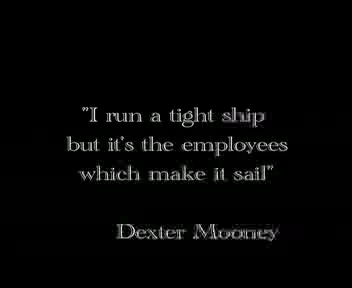 "I run a tight ship
but it's the employees
which make it sail"
Dexter Mooney